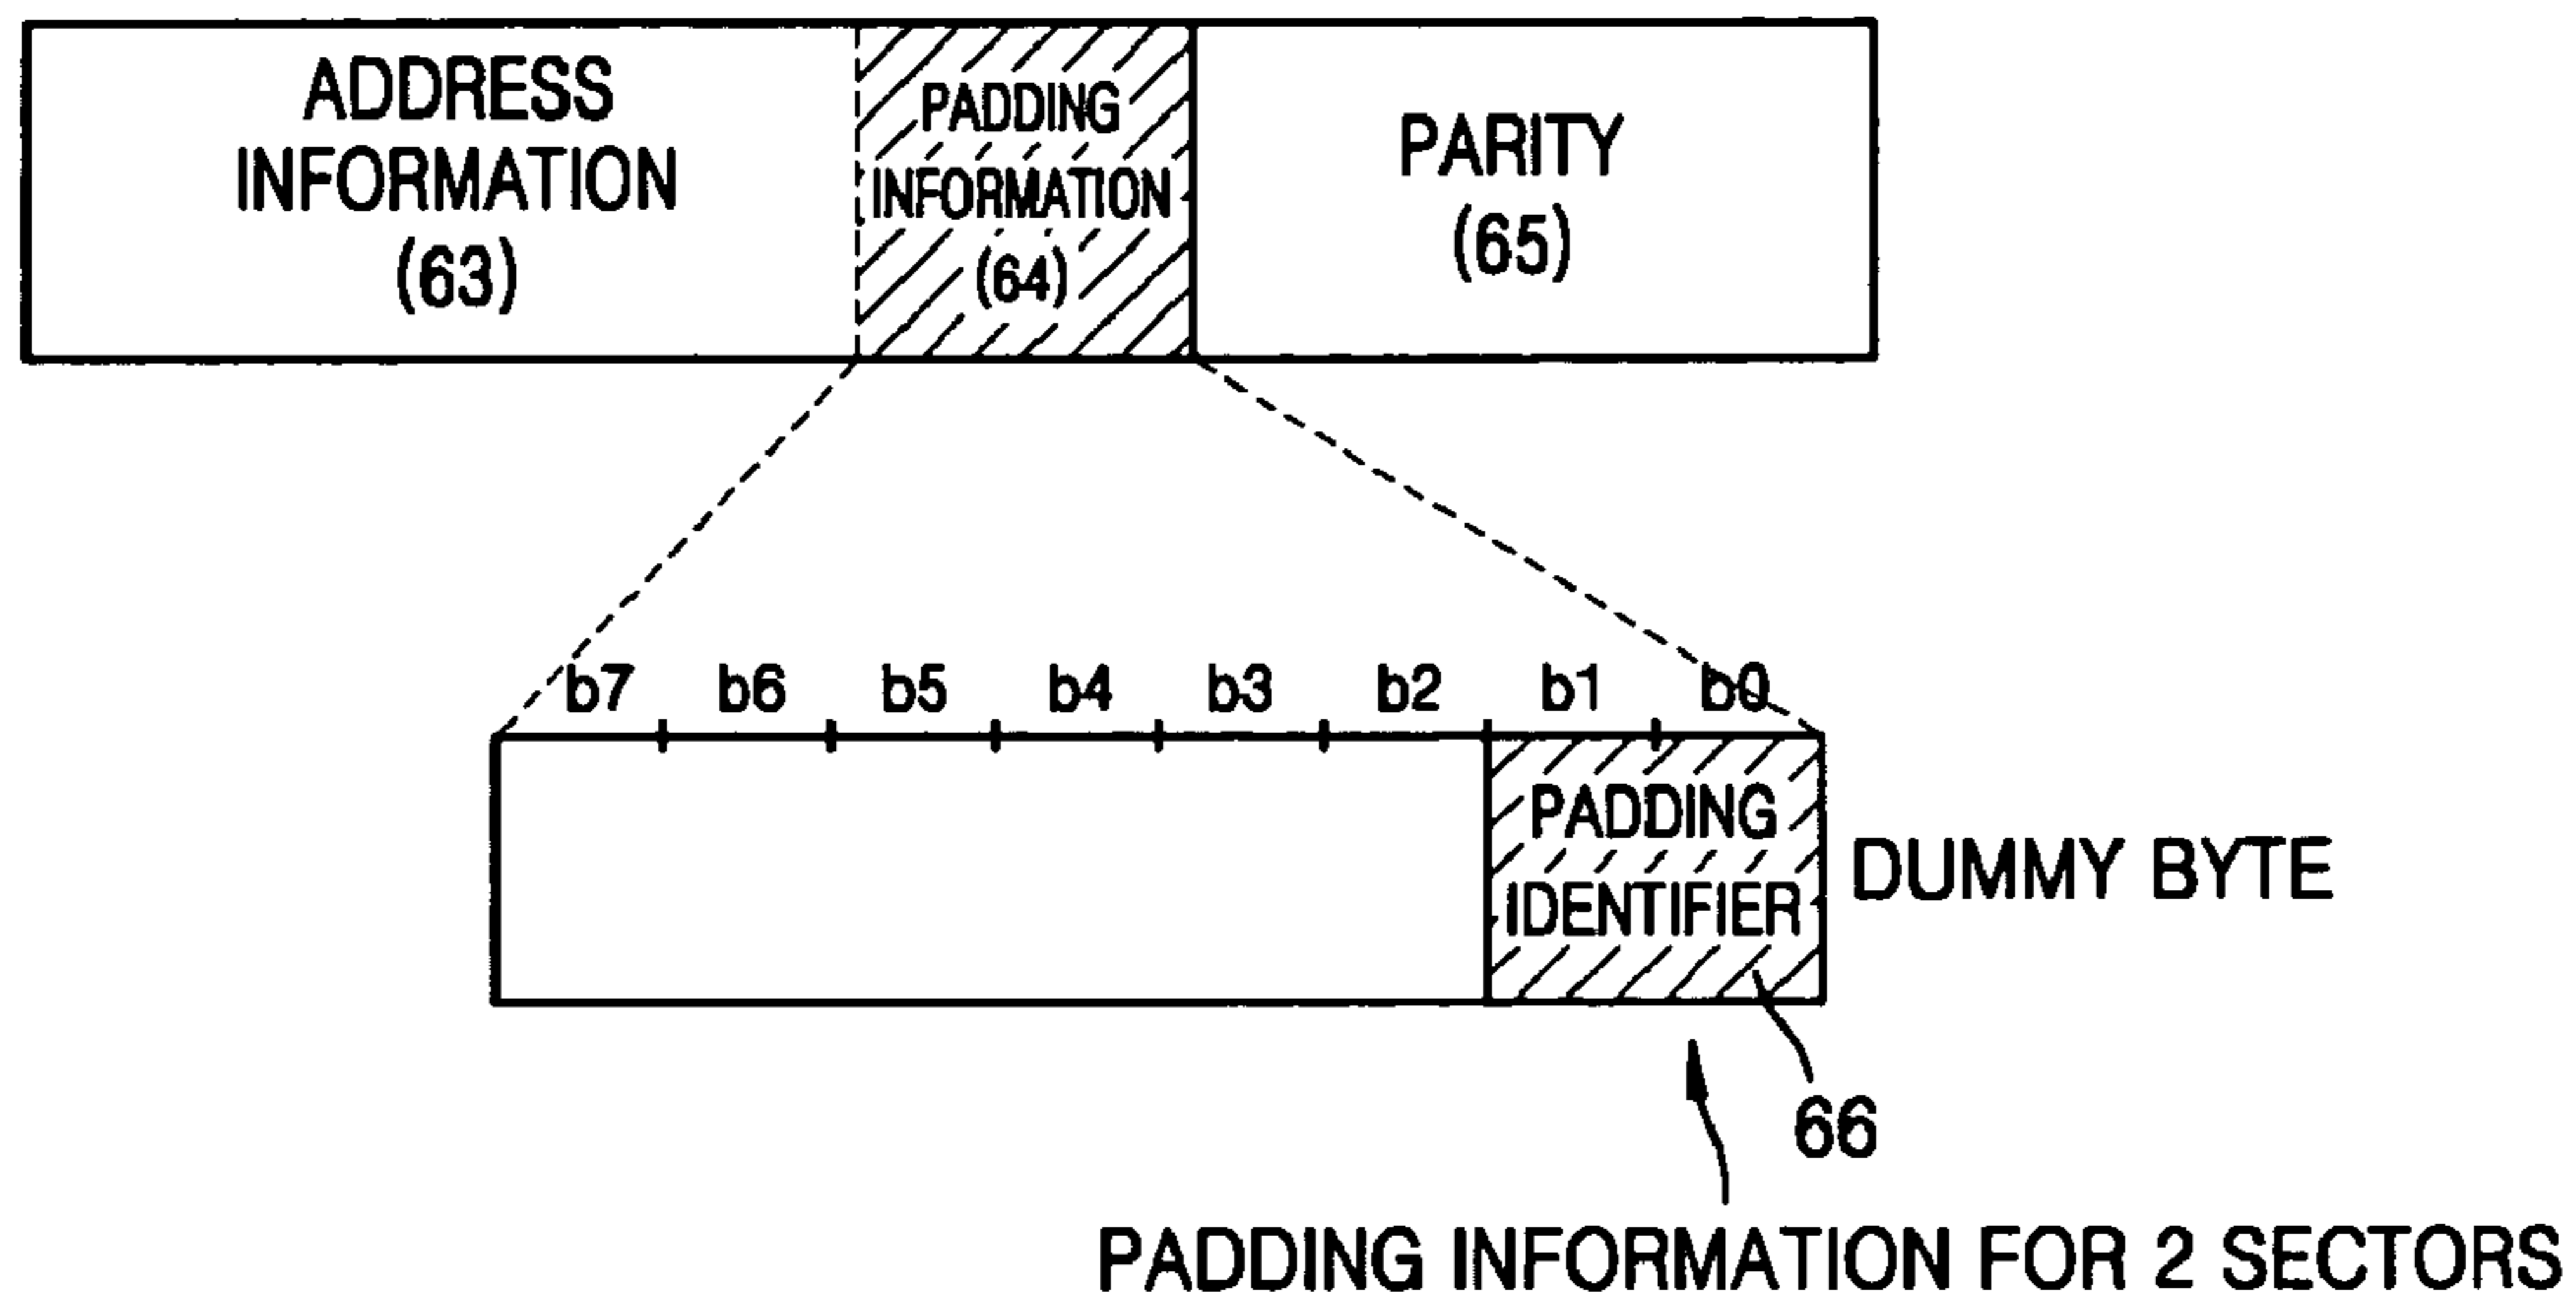 ADDRESS
INFORMATION
(63)
PADDING
INFORMATION
(64)
PARITY
(65)
b7 b6 b5 b4 b3 b2 b1 b0
PADDING
IDENTIFIER
DUMMY BYTE
66
PADDING INFORMATION FOR 2 SECTORS